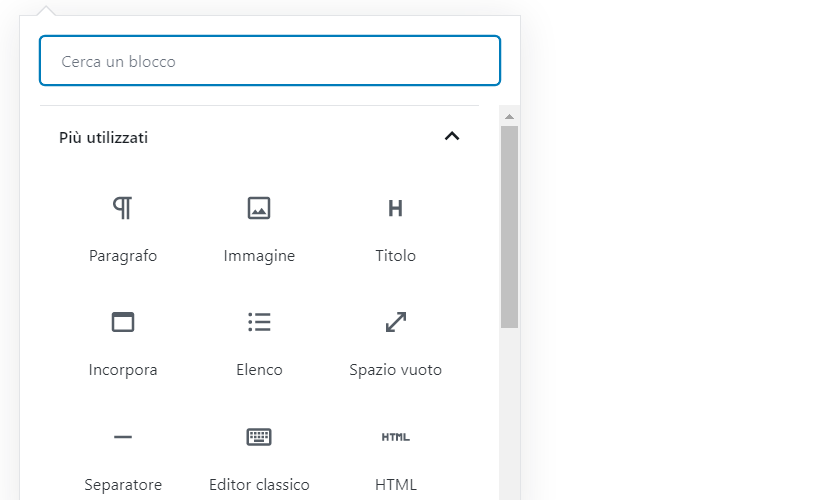 Cerca un blocco
Più utilizzati
H
Paragrafo Immagine Titolo
Incorpora Elenco Spazio vuoto
HTML
Separatore Editor classico HTML